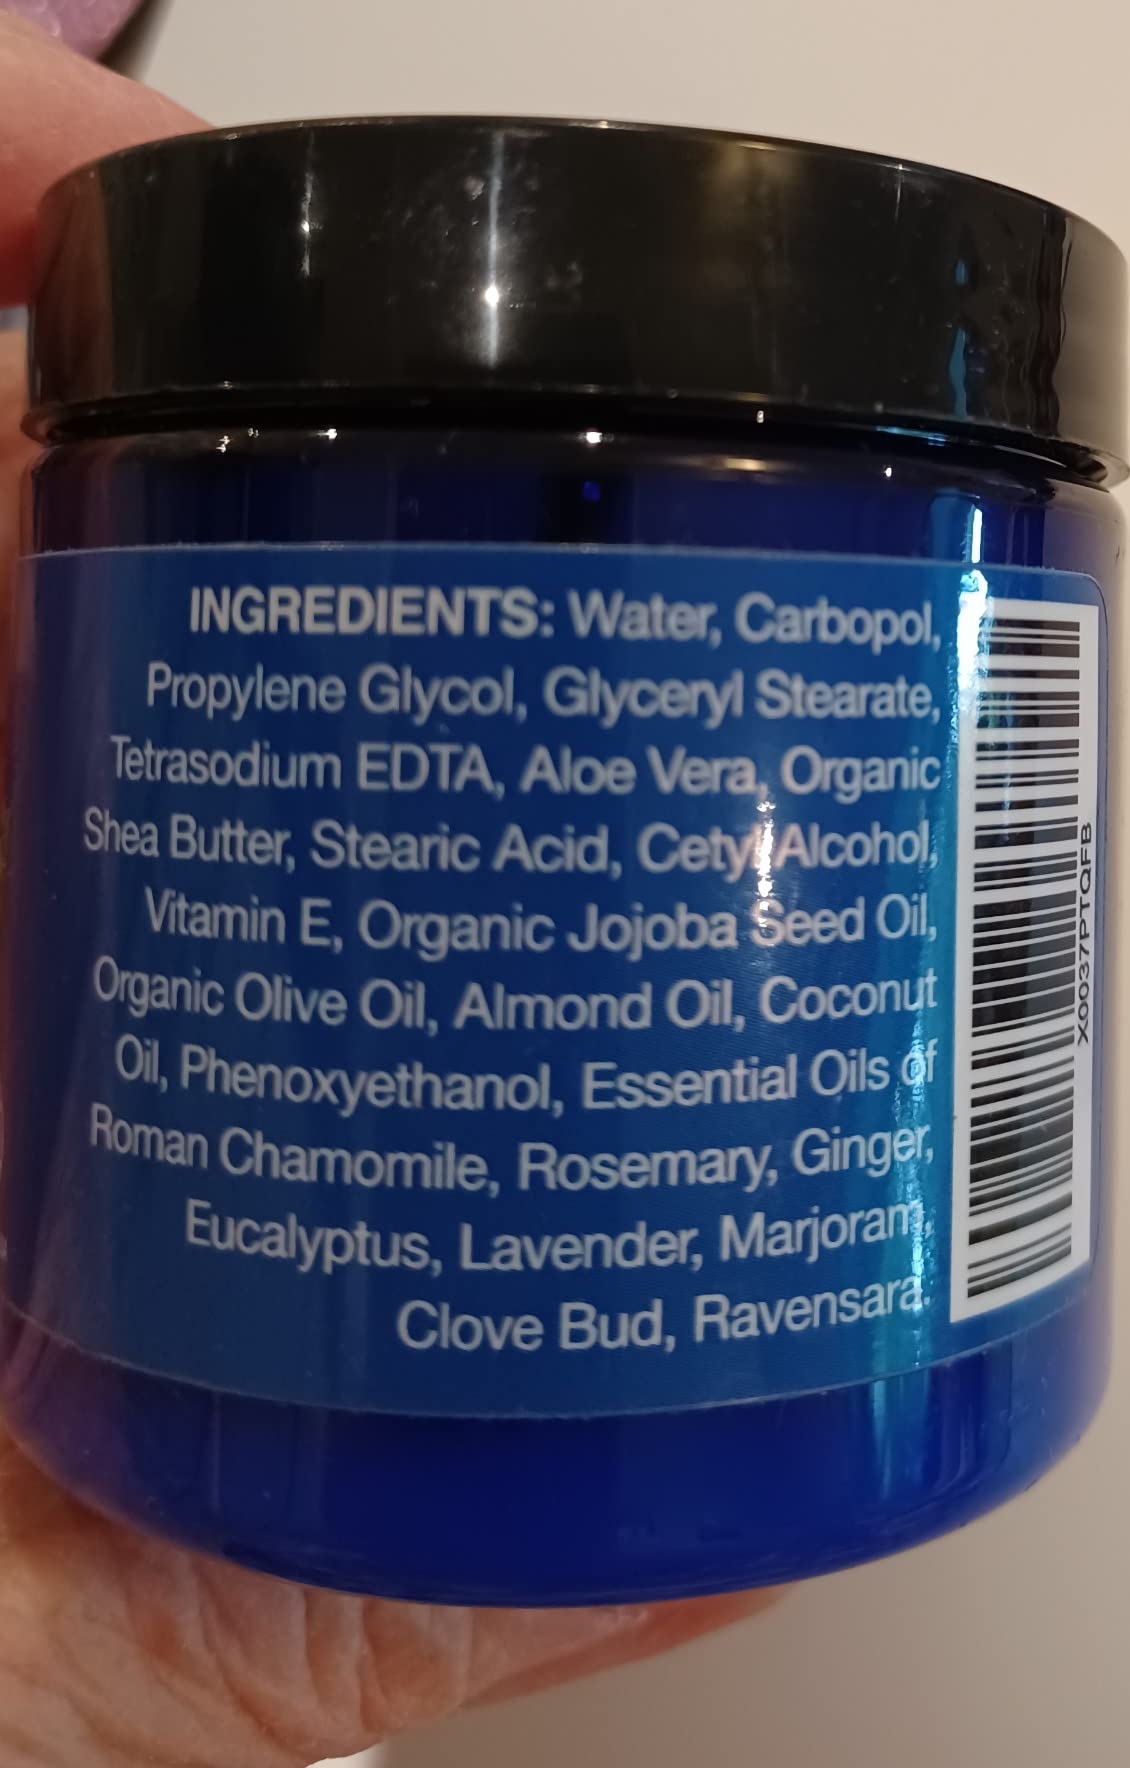 INGREDIENTS: Water, Carbopol,
Propylene Glycol, Glyceryl Stearate,
Tetrasodium EDTA, Aloe Vera, Organic
Shea Butter, Stearic Acid, Cetyl Alcohol,
Vitamin E, Organic Jojoba Seed Oil,
Organic Olive Oil, Almond Oil, Coconut
Oil, Phenoxyethanol, Essential Oils of
Roman Chamomile, Rosemary, Ginger,
Eucalyptus, Lavender, Marjoram,
Clove Bud, Ravensara.
X0037PTQFB